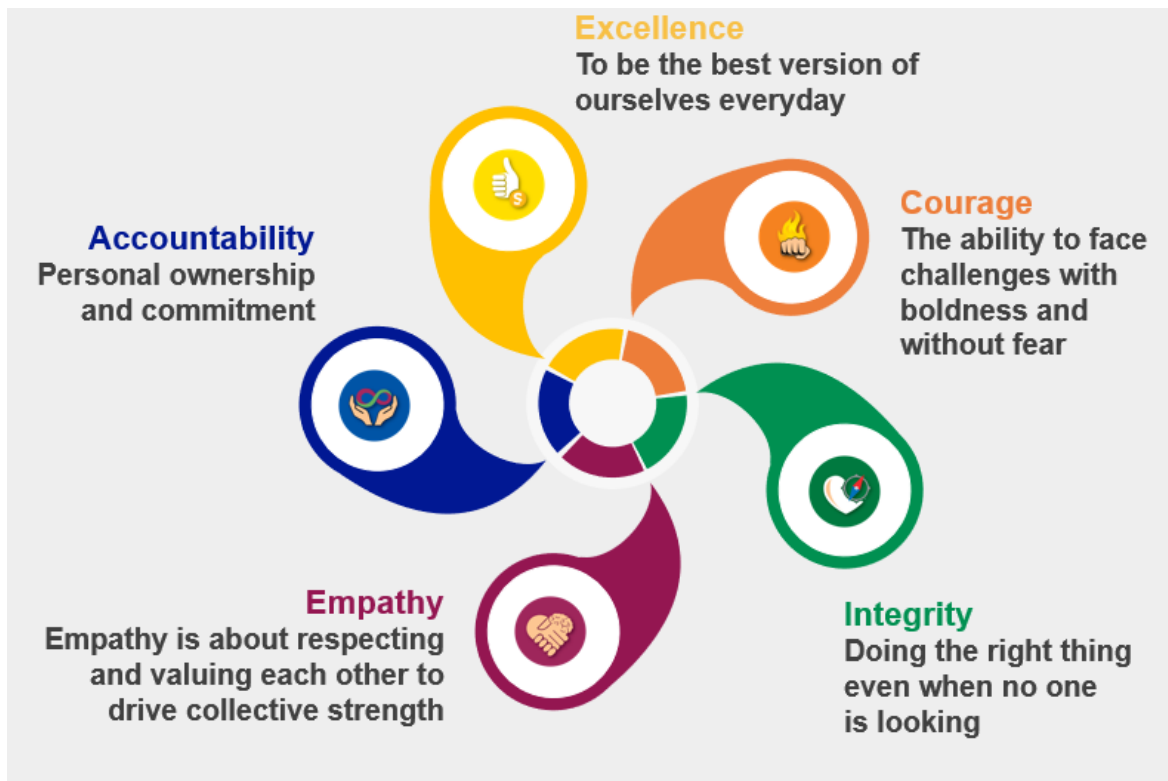 Excellence
To be the best version of
ourselves everyday
Courage
The ability to face
challenges with
boldness and
without fear
Accountability
Personal ownership
and commitment
Empathy
Empathy is about respecting
and valuing each other to
drive collective strength
Integrity
Doing the right thing
even when no one
is looking
$